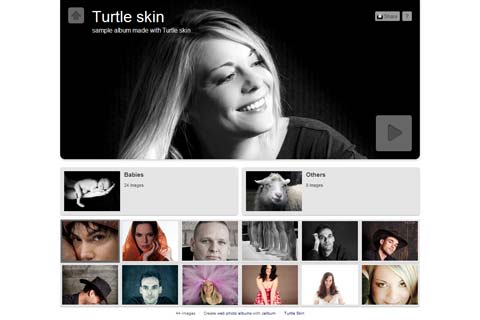 Turtle skin
sample album made with Turtle skin
Share
?
Babies
24 images
Others
8 images
44 images Create web photo albums with Jalbum Turtle Skin